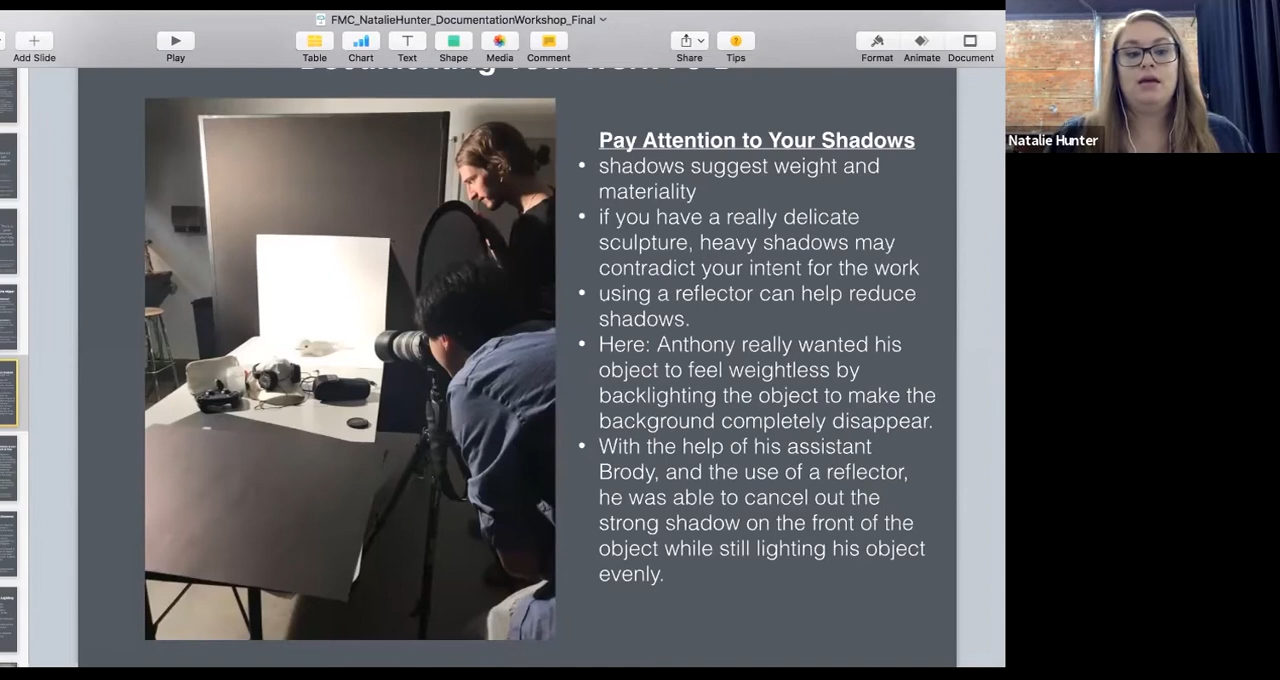 FMC_NatalieHunter_DocumentationWorkshop_Final
Add Slide
Play
Table
Chart
Text
Shape
Media
Comment
Share
Tips
Format
Animate
Document
Natalie Hunter
Pay Attention to Your Shadows
• shadows suggest weight and
materiality
• if you have a really delicate
sculpture, heavy shadows may
contradict your intent for the work
• using a reflector can help reduce
shadows.
• Here: Anthony really wanted his
object to feel weightless by
backlighting the object to make the
background completely disappear.
• With the help of his assistant
Brody, and the use of a reflector,
he was able to cancel out the
strong shadow on the front of the
object while still lighting his object
evenly.